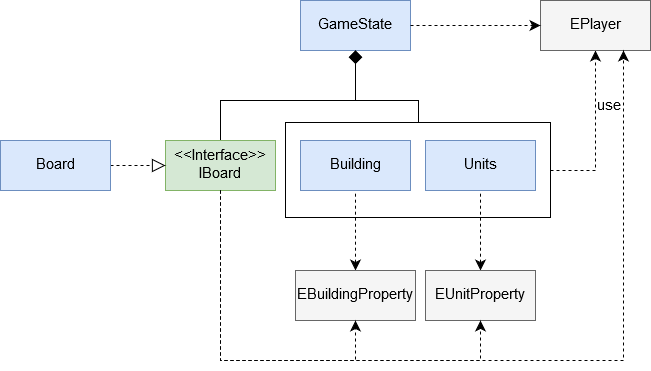 GameState
EPlayer
use
Board
<<Interface>>
IBoard
Building
Units
EBuildingProperty
EUnitProperty